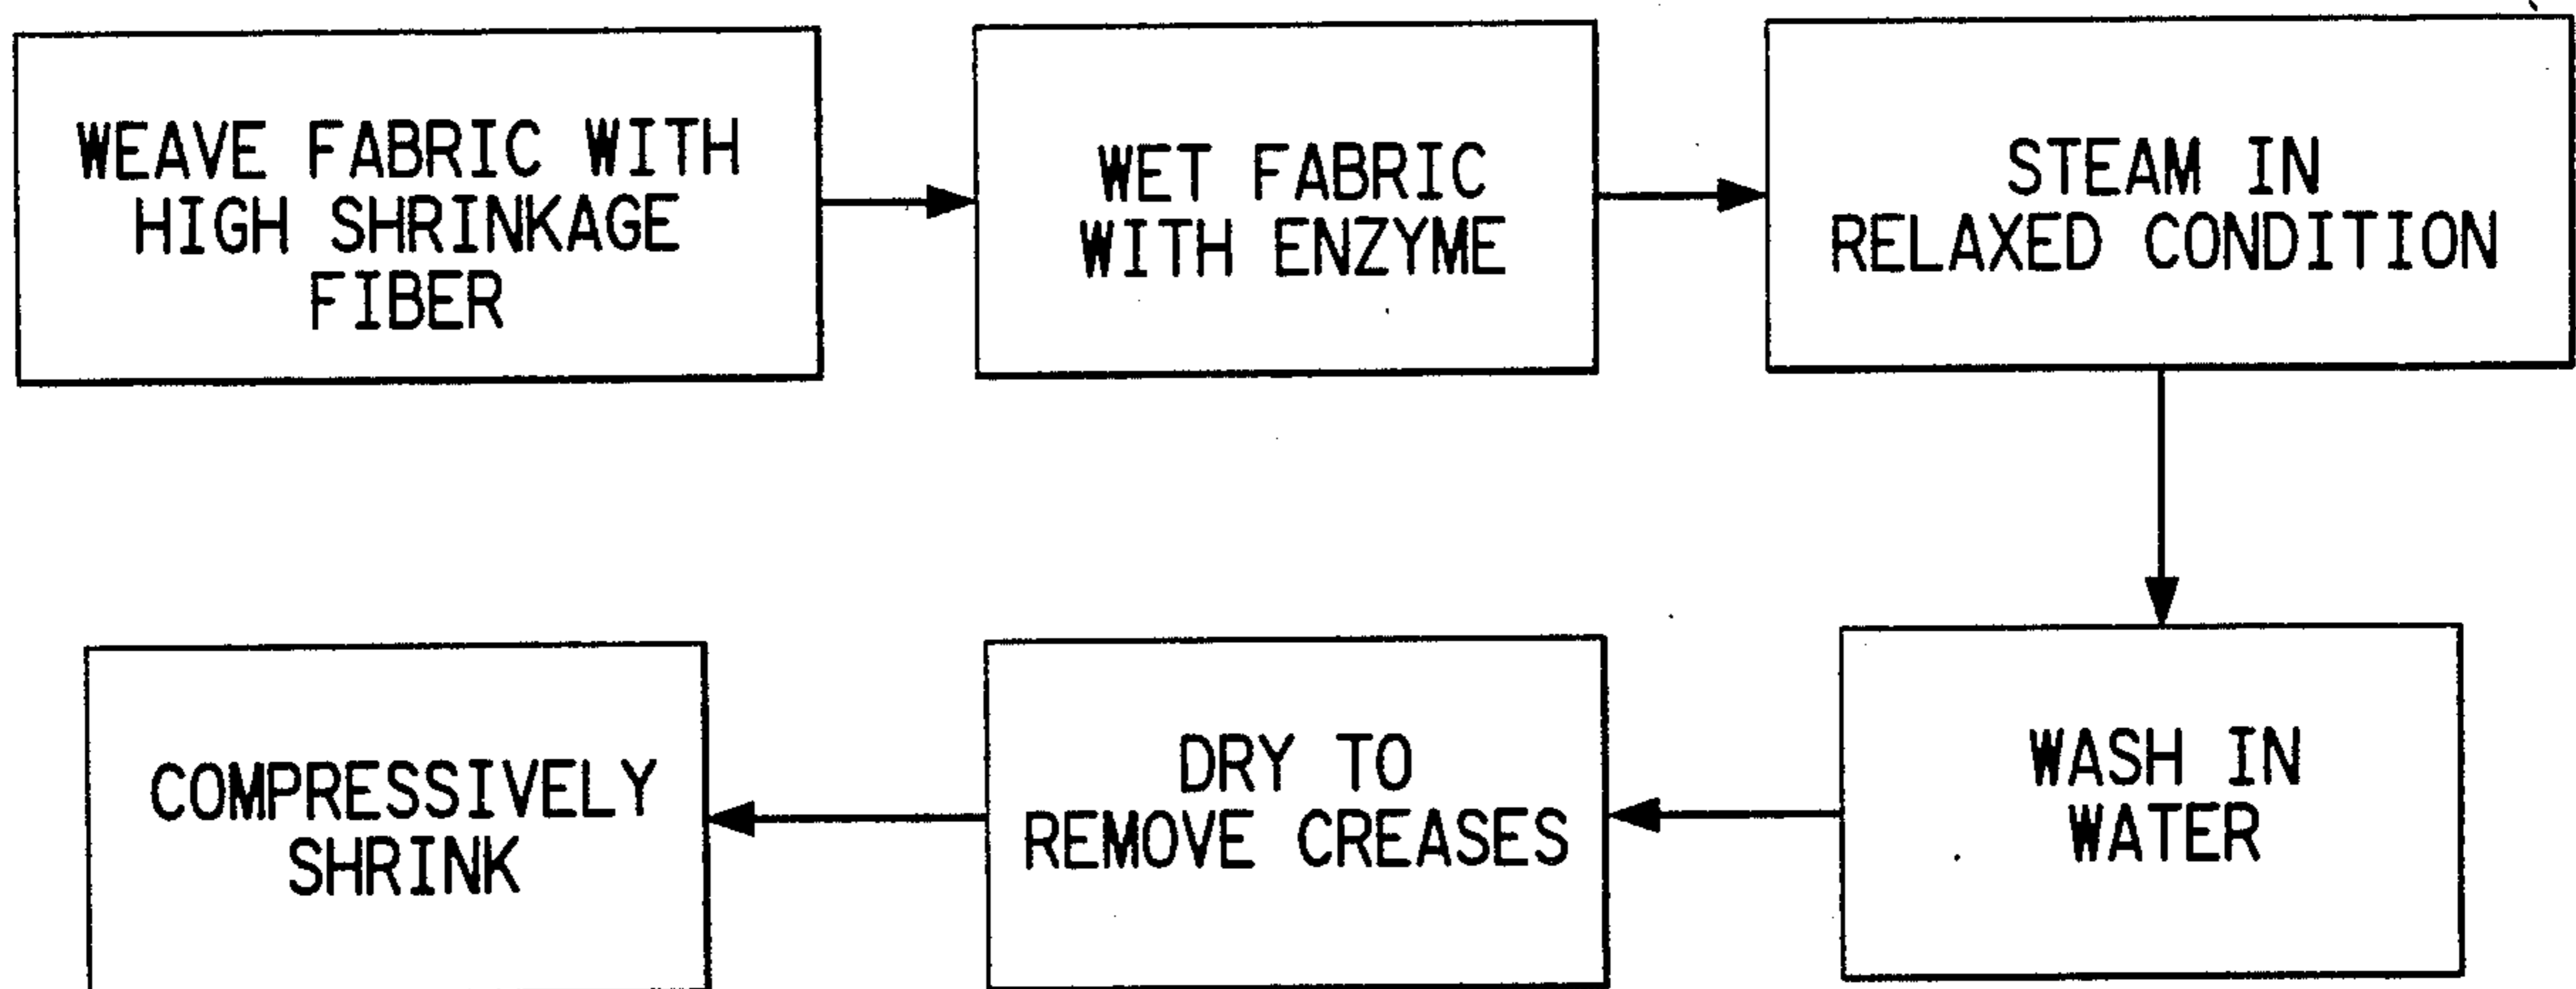 WEAVE FABRIC WITH
HIGH SHRINKAGE
FIBER
WET FABRIC
WITH ENZYME
STEAM IN
RELAXED CONDITION
WASH IN
WATER
DRY TO
REMOVE CREASES
COMPRESSIVELY
SHRINK